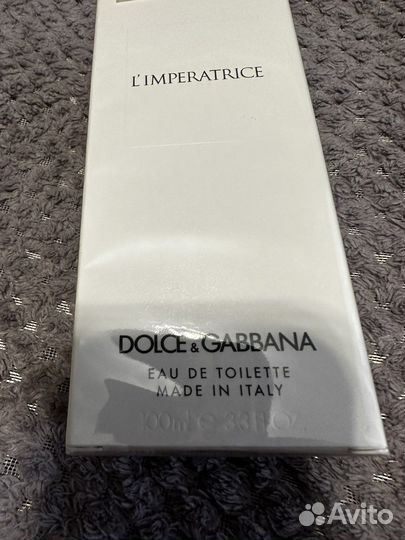 L'IMPERATRICE
DOLCE & GABBANA
EAU DE TOILETTE
MADE IN ITALY
100ml ℮ 3.3 Fl.OZ.
Avito